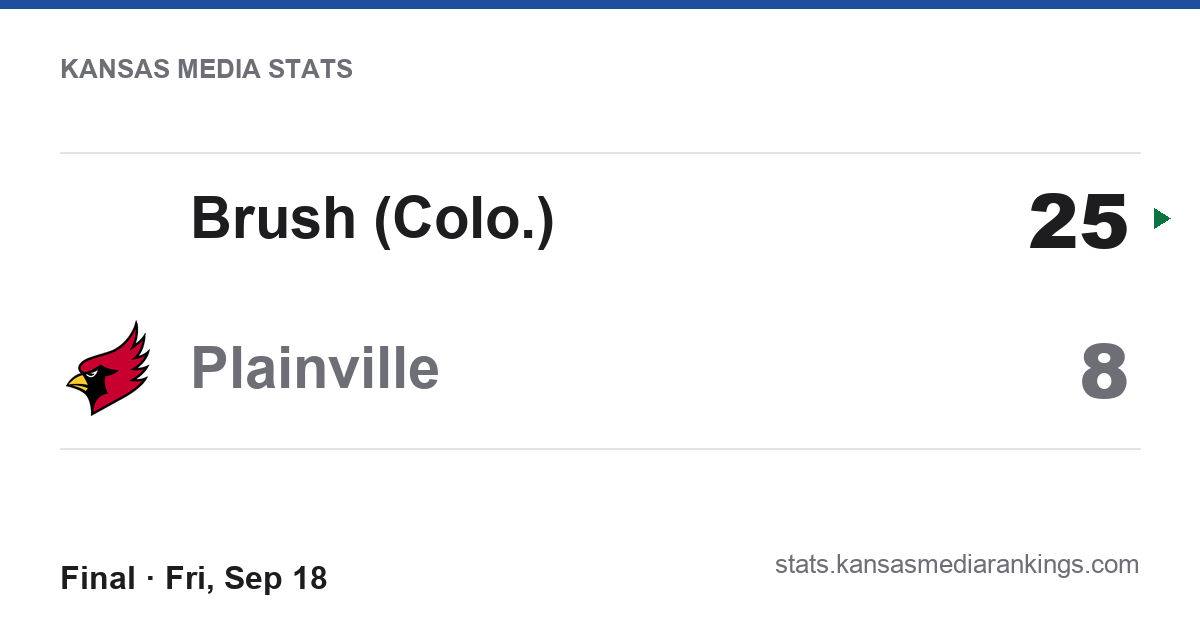 KANSAS MEDIA STATS
Brush (Colo.) 25
Plainville 8
Final · Fri, Sep 18
stats.kansasmediarankings.com